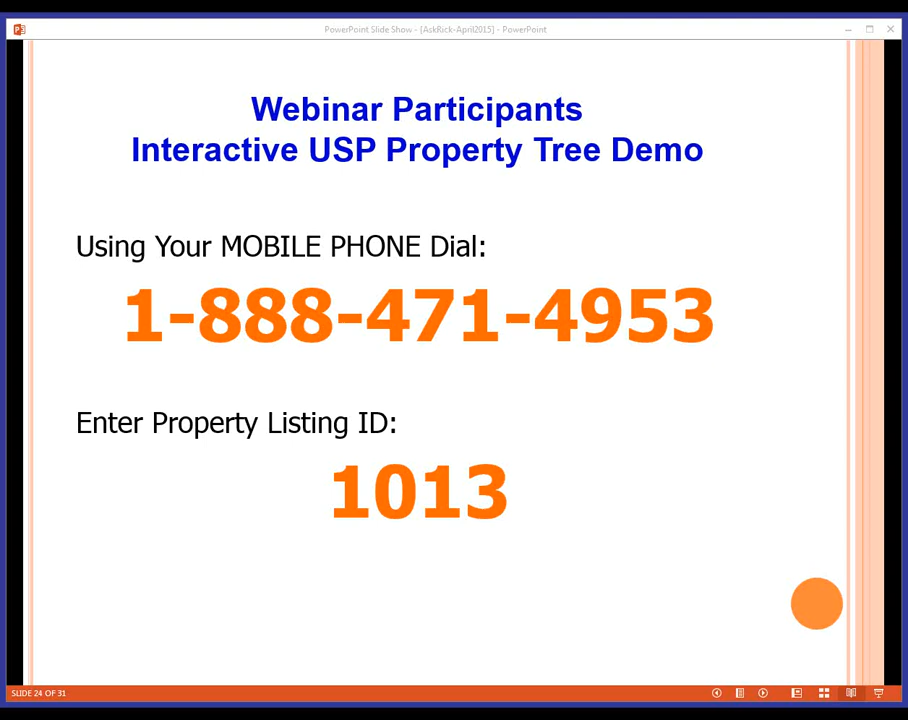 PowerPoint Slide Show - [AskRick-April2015] - PowerPoint
Webinar Participants
Interactive USP Property Tree Demo
Using Your MOBILE PHONE Dial:
1-888-471-4953
Enter Property Listing ID:
1013
SLIDE 24 OF 31